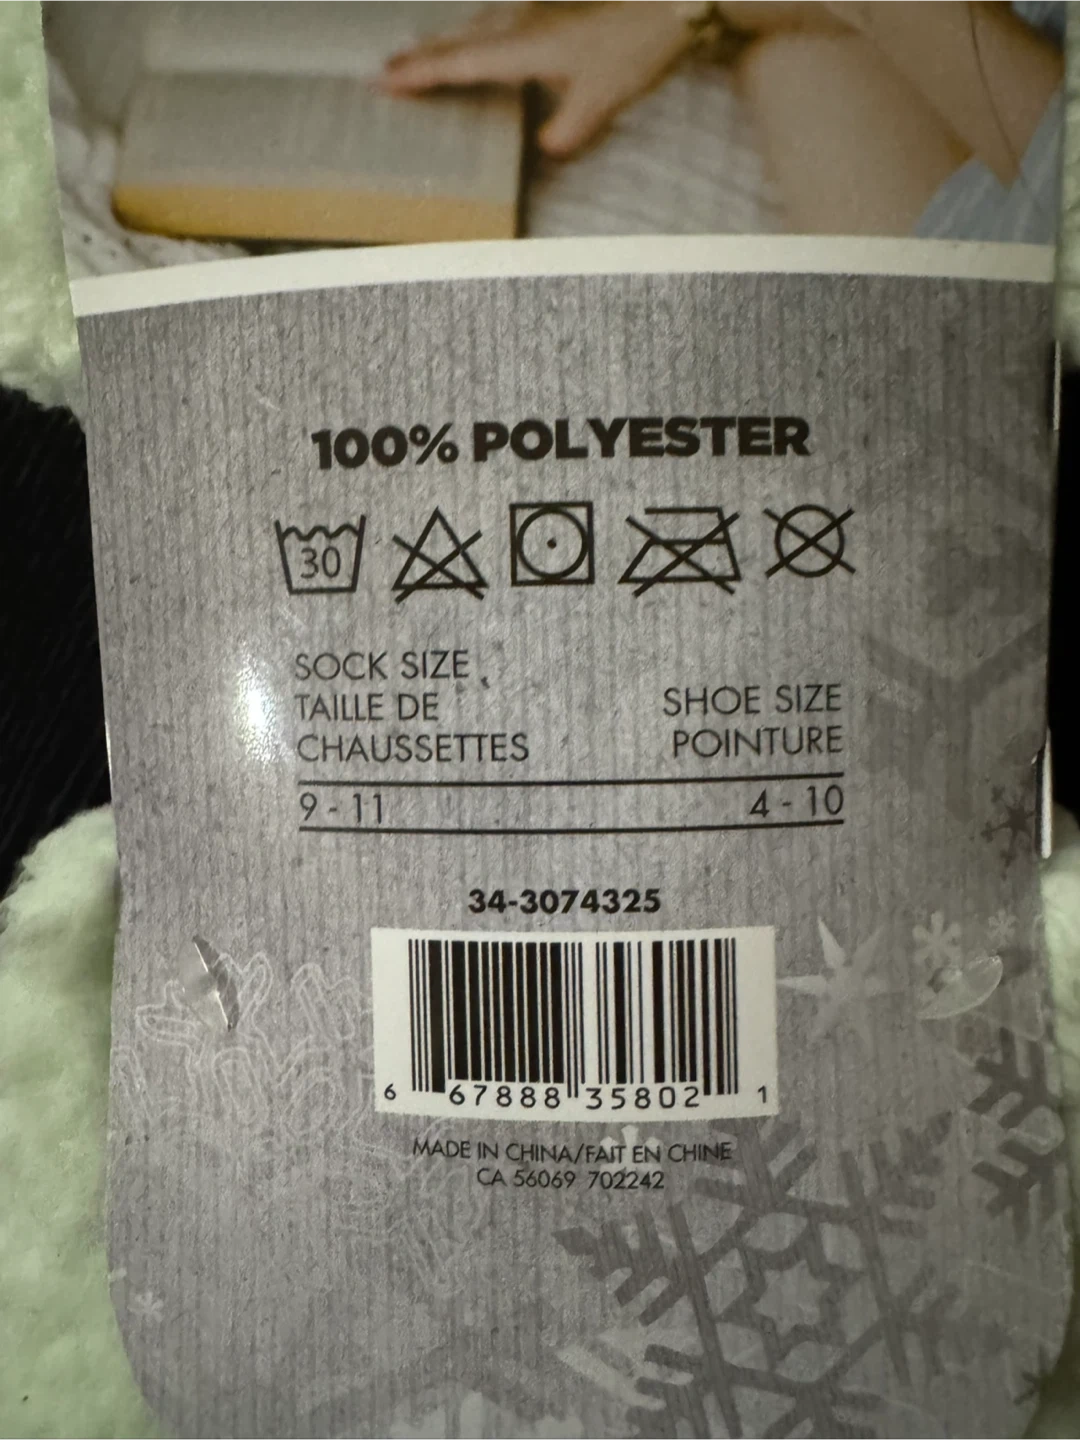 100% POLYESTER
30
SOCK SIZE
TAILLE DE
CHAUSSETTES
SHOE SIZE
POINTURE
9 - 11
4 - 10
34-3074325
6 67888 35802 1
MADE IN CHINA/FAIT EN CHINE
CA 56069 702242